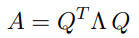 A = Q^T Λ Q